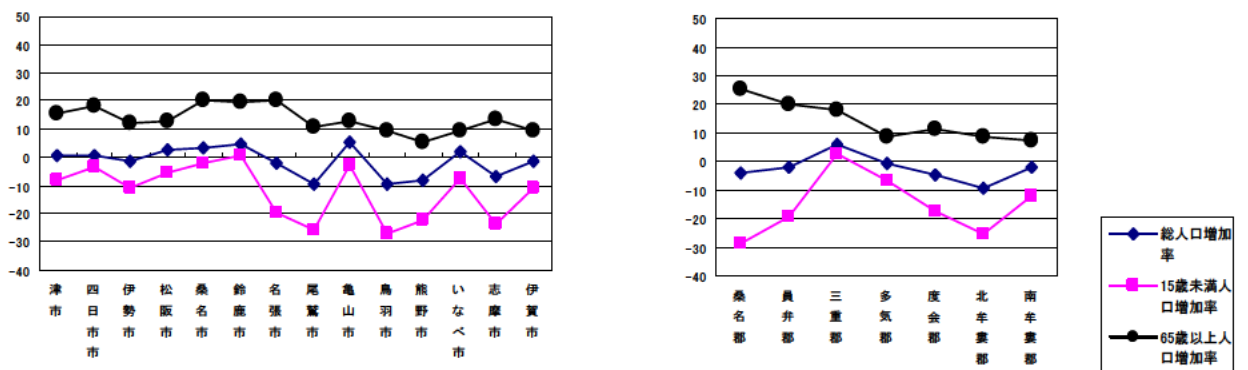 50
40
30
20
10
0
-10
-20
-30
-40
津市
四日市市
伊勢市
松阪市
桑名市
鈴鹿市
名張市
尾鷲市
亀山市
鳥羽市
熊野市
いなべ市
志摩市
伊賀市
50
40
30
20
10
0
-10
-20
-30
-40
桑名郡
員弁郡
三重郡
多気郡
度会郡
北牟婁郡
南牟婁郡
総人口増加
率
15歳未満人
口増加率
65歳以上人
口増加率